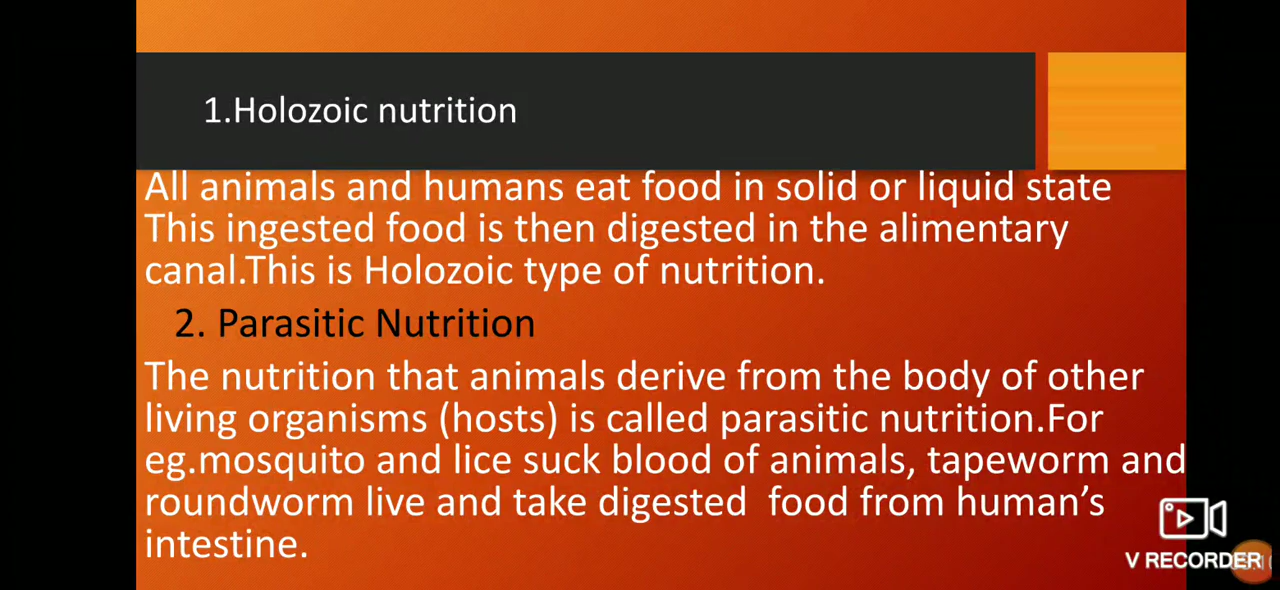 1.Holozoic nutrition
All animals and humans eat food in solid or liquid state
This ingested food is then digested in the alimentary
canal.This is Holozoic type of nutrition.
2. Parasitic Nutrition
The nutrition that animals derive from the body of other
living organisms (hosts) is called parasitic nutrition.For
eg.mosquito and lice suck blood of animals, tapeworm and
roundworm live and take digested  food from human's
intestine.
V RECORDER